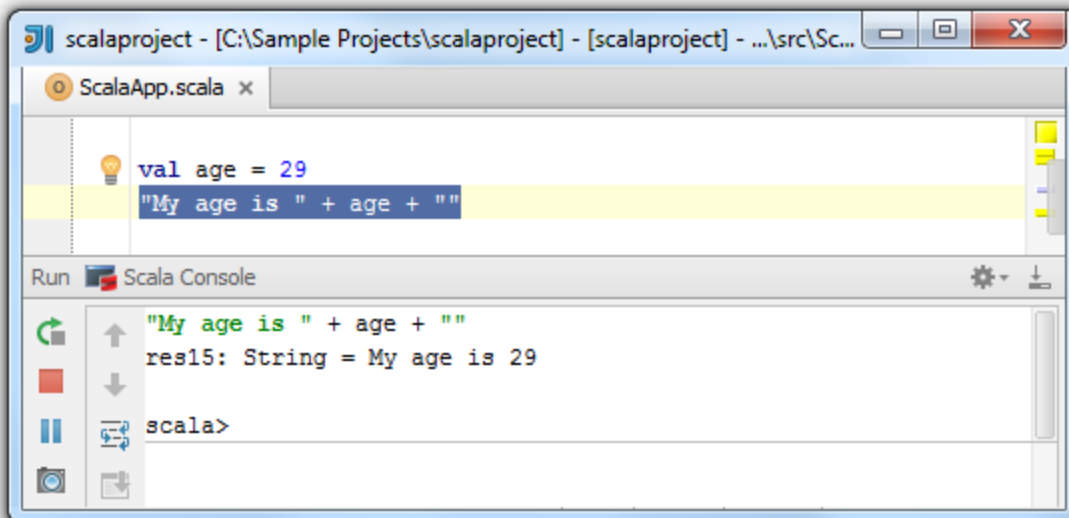 scalaproject - [C:\Sample Projects\scalaproject] - [scalaproject] - ...\src\Sc...
ScalaApp.scala
val age = 29
"My age is " + age + ""
Run Scala Console
"My age is " + age + ""
res15: String = My age is 29
scala>